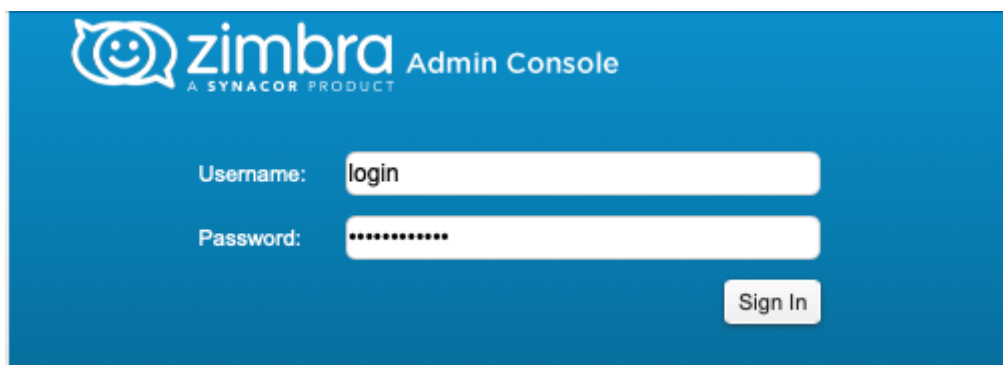 zimbra Admin Console
A SYNACOR PRODUCT
Username: login
Password: ••••••••••••
Sign In